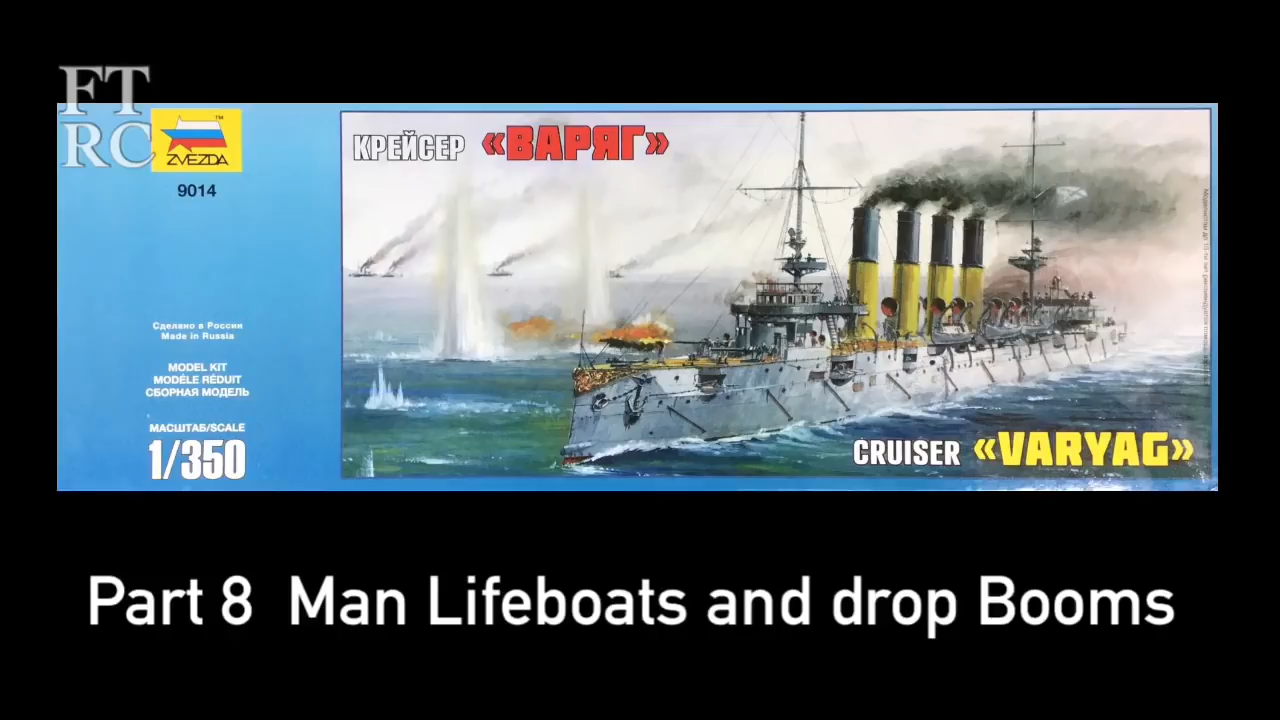 FT
RC
™
ZVEZDA
9014
КРЕЙСЕР «ВАРЯГ»
Сделано в России
Made in Russia
MODEL KIT
MODÈLE RÉDUIT
СБОРНАЯ МОДЕЛЬ
МАСШТАБ/SCALE
1/350
CRUISER «VARYAG»
Part 8 Man Lifeboats and drop Booms